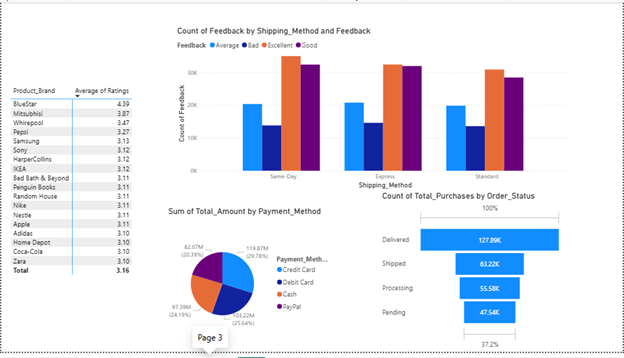 Count of Feedback by Shipping_Method and Feedback
Feedback Average Bad Excellent Good
Product_Brand Average of Ratings
BlueStar 4.39
Mitsubhisi 3.87
Whirepool 3.47
Pepsi 3.27
Samsung 3.13
Sony 3.12
HarperCollins 3.12
IKEA 3.12
Bed Bath & Beyond 3.11
Penguin Books 3.11
Random House 3.11
Nike 3.11
Nestle 3.11
Apple 3.11
Adidas 3.10
Home Depot 3.10
Coca-Cola 3.10
Zara 3.10
Total 3.16
Count of Feedback
30K
20K
10K
0K
Same-Day Express Standard
Shipping_Method
Sum of Total_Amount by Payment_Method
82.07M
(20.39%)
119.87M
(29.78%)
97.39M
(24.19%)
103.22M
(25.64%)
Payment_Meth...
Credit Card
Debit Card
Cash
PayPal
Count of Total_Purchases by Order_Status
100%
Delivered 127.89K
Shipped 63.22K
Processing 55.58K
Pending 47.54K
37.2%
Page 3